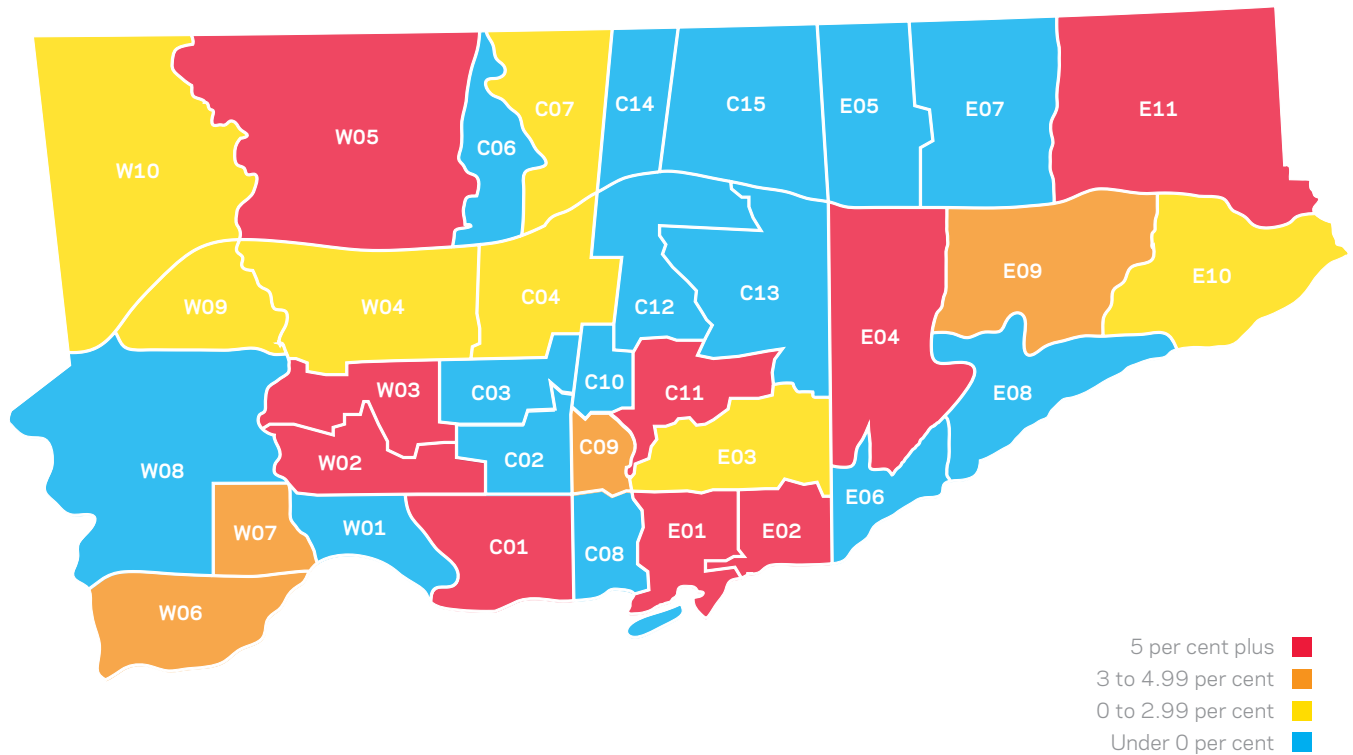 C07
C14
C15
E05
E07
E11
W05
C06
W10
E09
E10
W09
W04
C04
C12
C13
E04
W03
C03
C10
C11
E08
W08
W02
C02
C09
E03
E06
W07
W01
C01
C08
E01
E02
W06
5 per cent plus
3 to 4.99 per cent
0 to 2.99 per cent
Under 0 per cent